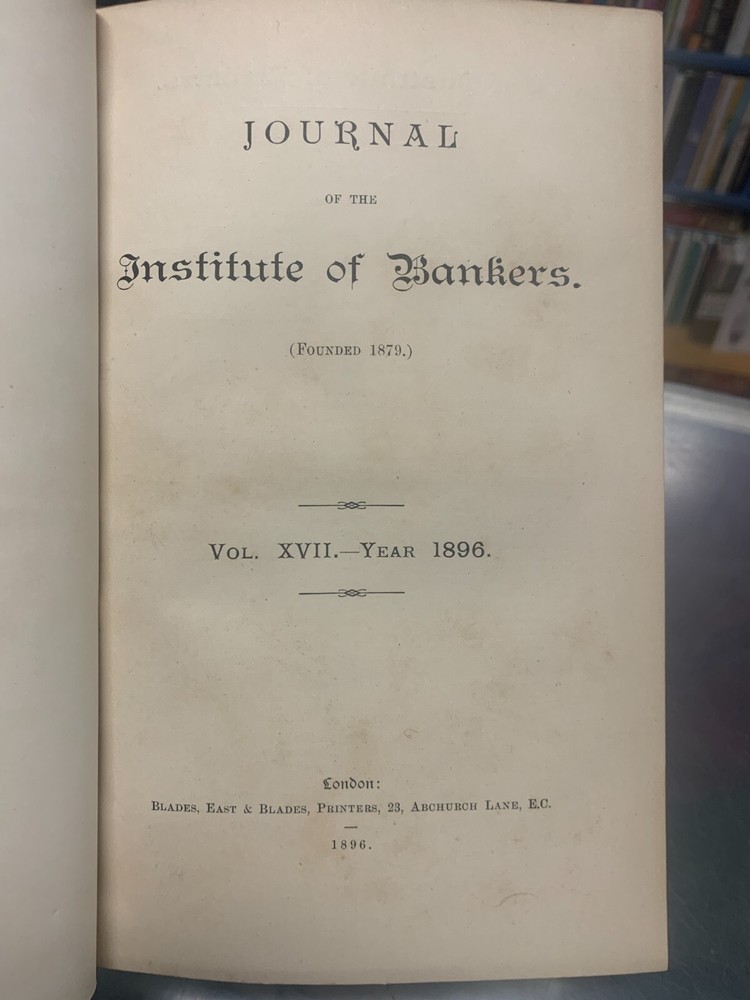 JOURNAL
OF THE
Institute of Bankers.
(FOUNDED 1879.)
VOL. XVII.—YEAR 1896.
London:
BLADES, EAST & BLADES, PRINTERS, 23, ABCHURCH LANE, E.C.
1896.